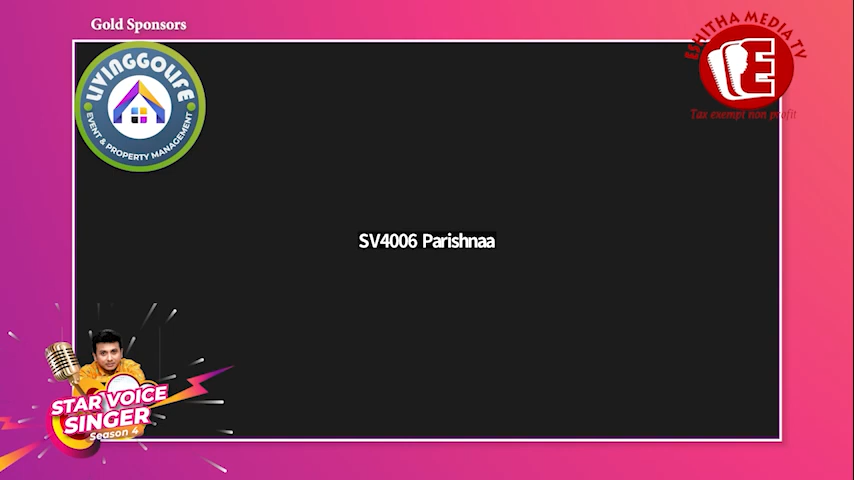 Gold Sponsors
LIVINGGOLIFE
EVENT & PROPERTY MANAGEMENT
ESHITHA MEDIA TV
E
Tax exempt non profit
SV4006 Parishnaa
STAR VOICE
SINGER
Season 4